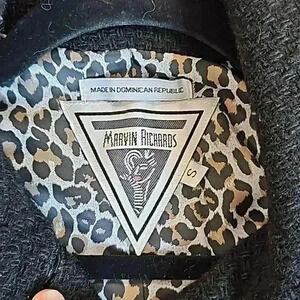 MADE IN DOMINICAN REPUBLIC
MARVIN RICHARDS
S